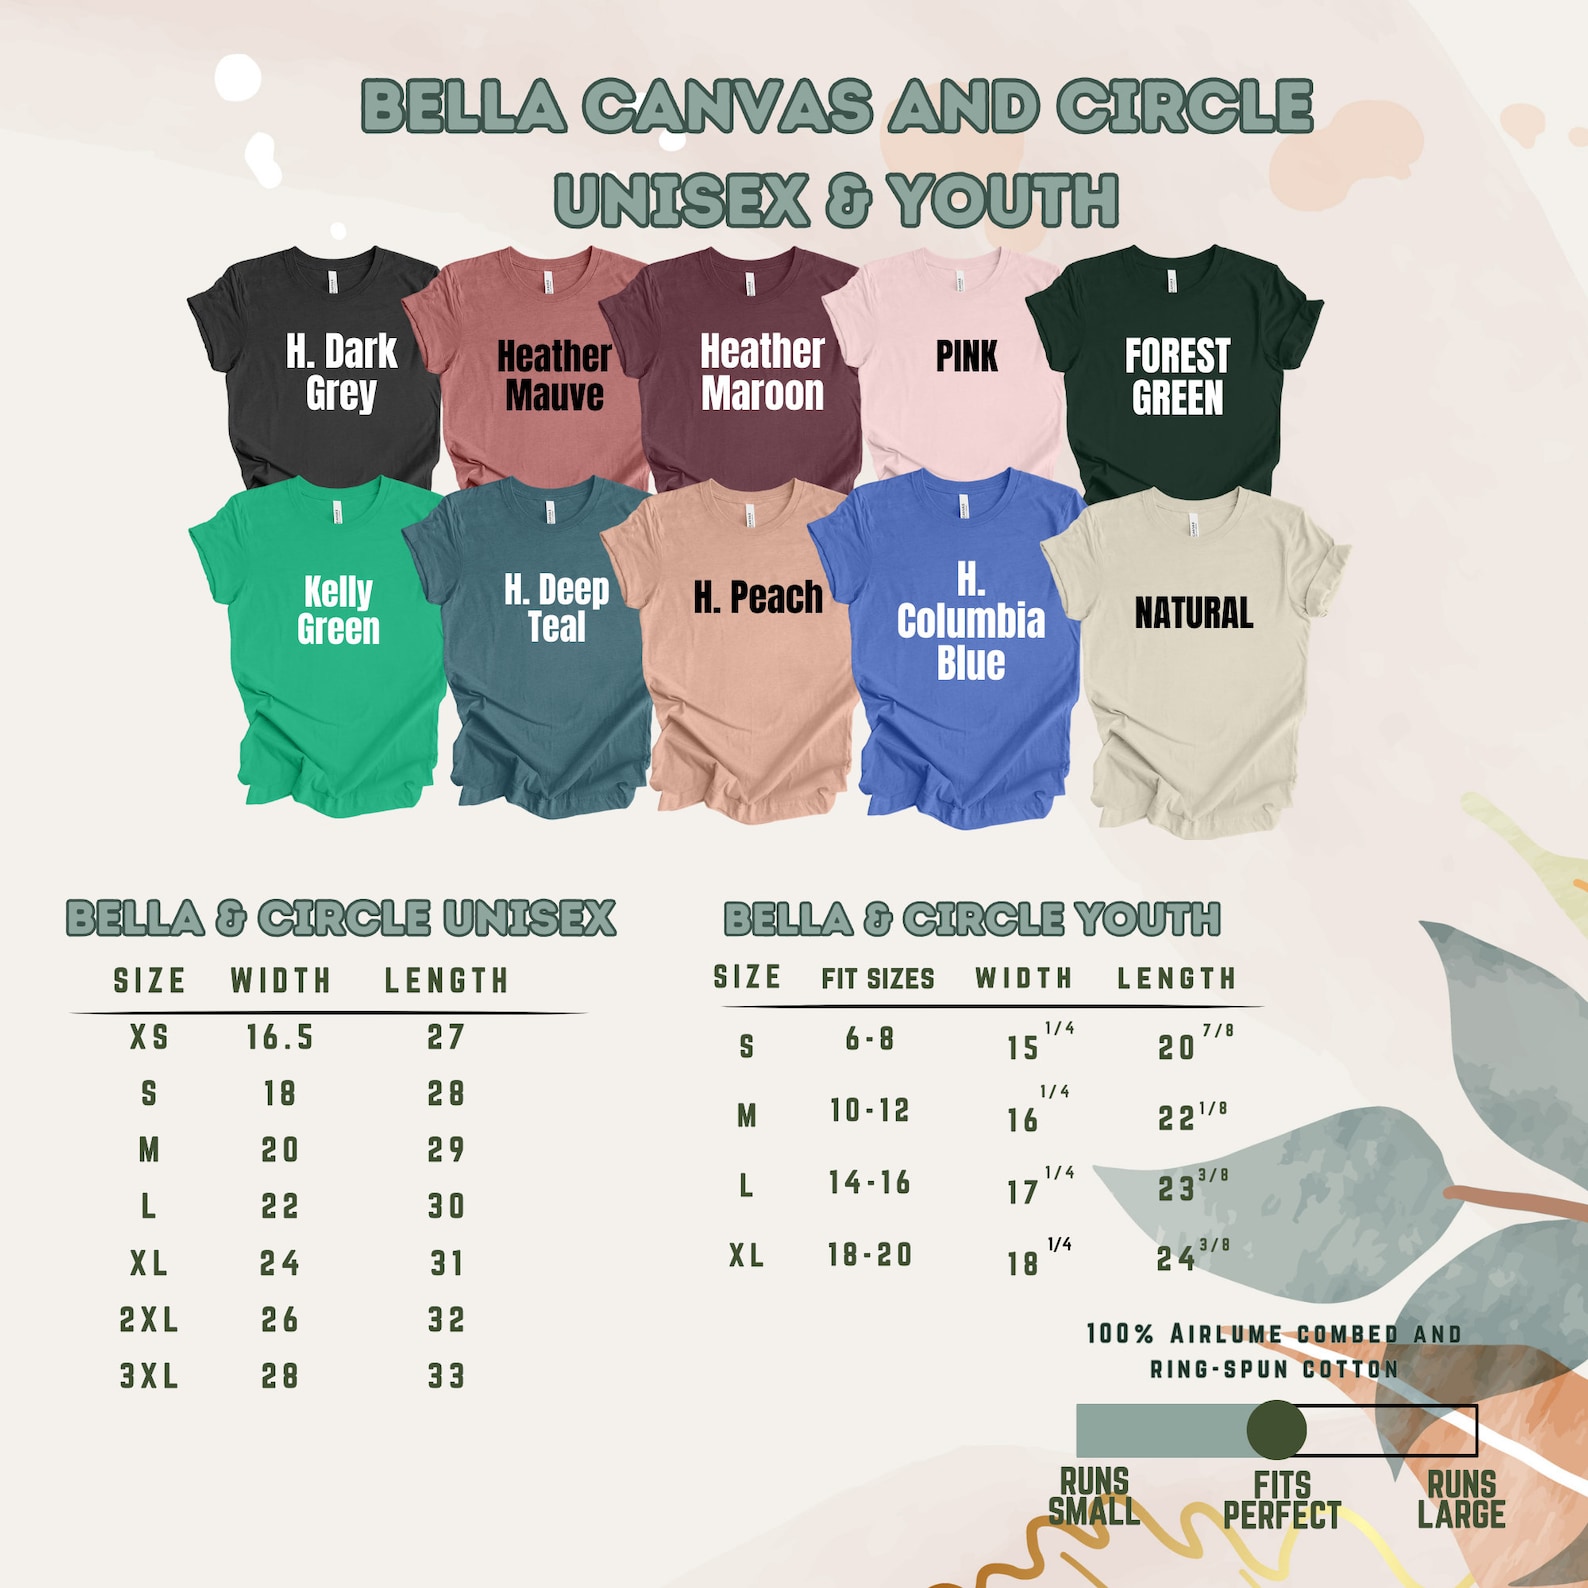 BELLA CANVAS AND CIRCLE
UNISEX & YOUTH
H. Dark
Grey
Heather
Mauve
Heather
Maroon
PINK
FOREST
GREEN
Kelly
Green
H. Deep
Teal
H. Peach
H.
Columbia
Blue
NATURAL
BELLA & CIRCLE UNISEX
SIZE WIDTH LENGTH
XS 16.5 27
S 18 28
M 20 29
L 22 30
XL 24 31
2XL 26 32
3XL 28 33
BELLA & CIRCLE YOUTH
SIZE FIT SIZES WIDTH LENGTH
S 6-8 15 1/4 20 7/8
M 10-12 16 1/4 22 1/8
L 14-16 17 1/4 23 3/8
XL 18-20 18 1/4 24 3/8
100% AIRLUME COMBED AND
RING-SPUN COTTON
RUNS
SMALL
FITS
PERFECT
RUNS
LARGE